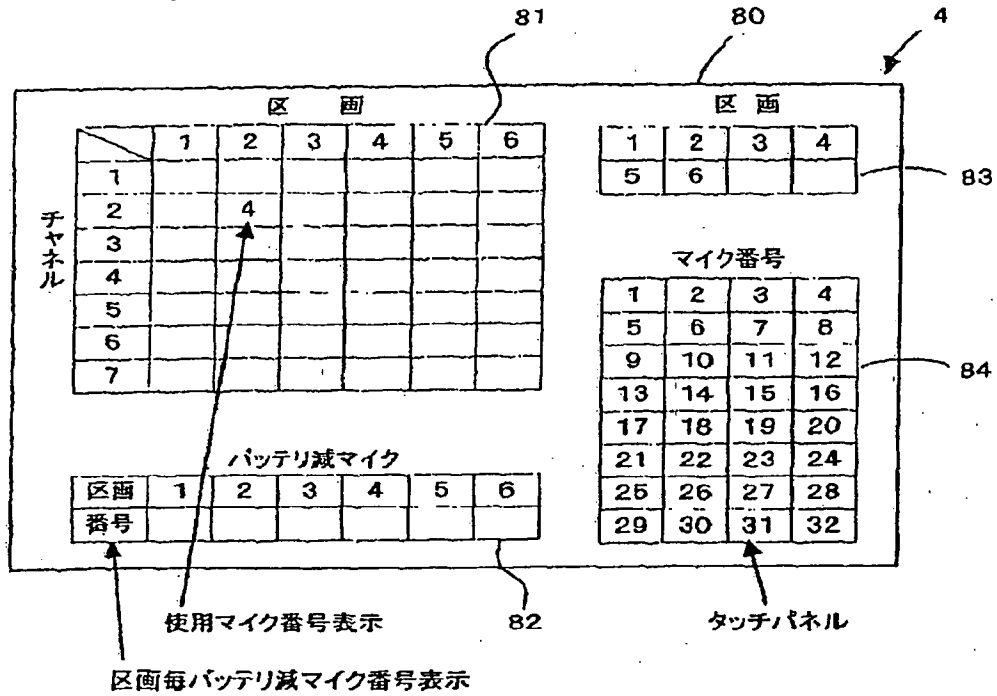 81 80 4
区 画
1 2 3 4 5 6
1
2 4
3
4
5
6
7
チャネル
区 画
1 2 3 4
5 6
83
マイク番号
1 2 3 4
5 6 7 8
9 10 11 12
13 14 15 16
17 18 19 20
21 22 23 24
25 26 27 28
29 30 31 32
84
バッテリ減マイク
区画 1 2 3 4 5 6
番号
使用マイク番号表示
82
タッチパネル
区画毎バッテリ減マイク番号表示